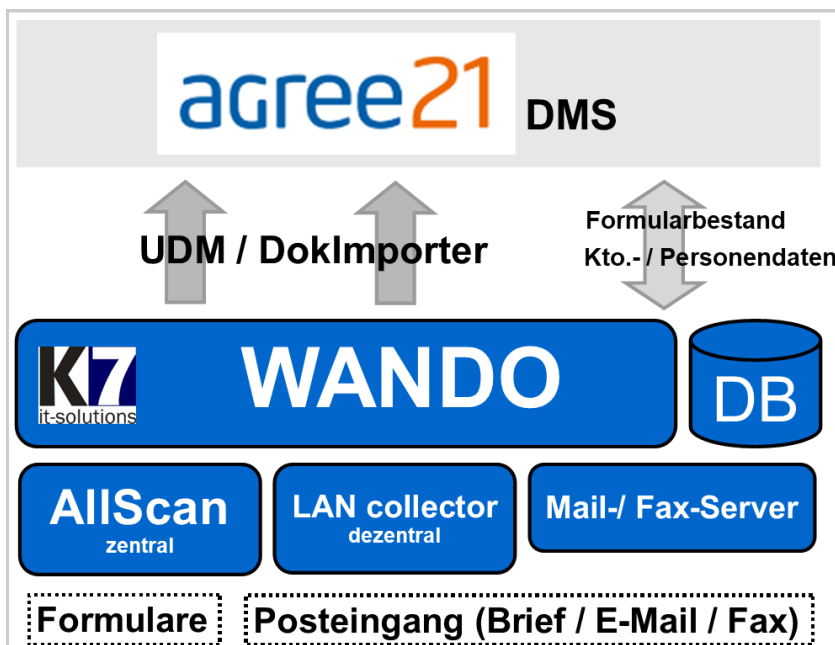 agree21 DMS
Formularbestand
UDM / DokImporter
Kto.- / Personendaten
K7
it-solutions
WANDO
DB
AllScan
zentral
LAN collector
dezentral
Mail-/ Fax-Server
Formulare
Posteingang (Brief / E-Mail / Fax)